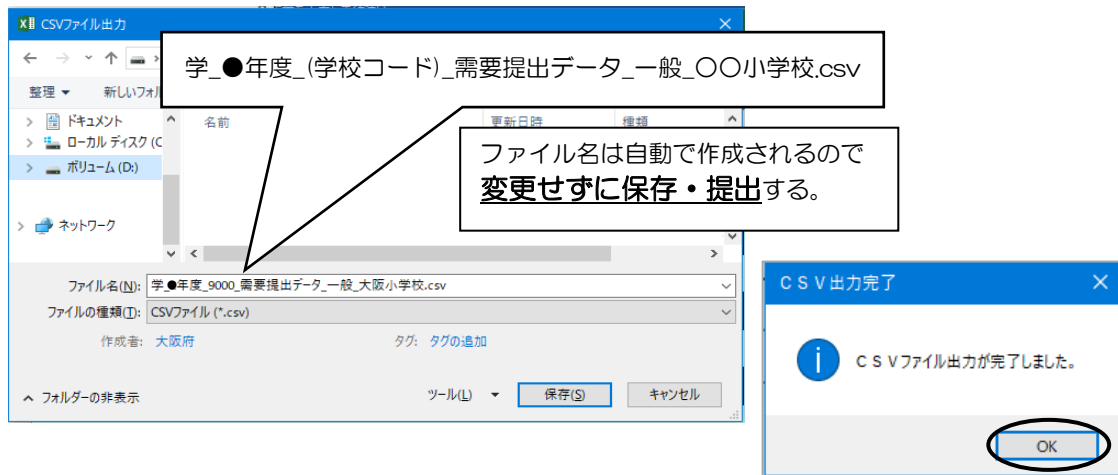 CSVファイル出力
学_●年度_(学校コード)_需要提出データ_一般_〇〇小学校.csv
整理 新しいフォル
ドキュメント
ローカル ディスク (C
ボリューム (D:)
ネットワーク
名前 更新日時 種類
ファイル名は自動で作成されるので
変更せずに保存・提出する。
ファイル名(N): 学_●年度_9000_需要提出データ_一般_大阪小学校.csv
ファイルの種類(T): CSVファイル (*.csv)
作成者: 大阪府 タグ: タグの追加
フォルダーの非表示 ツール(L) 保存(S) キャンセル
ＣＳＶ出力完了
ＣＳＶファイル出力が完了しました。
OK